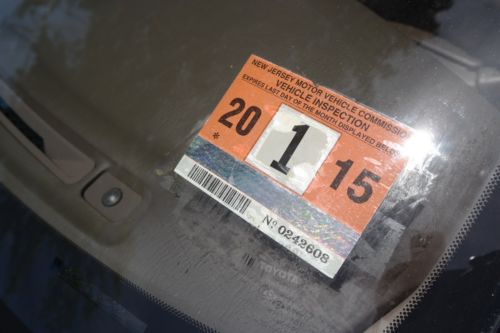 NEW JERSEY MOTOR VEHICLE COMMISSION
VEHICLE INSPECTION
EXPIRES LAST DAY OF THE MONTH DISPLAYED BELOW
20 1 15
*
No 0242608
TOYOTA